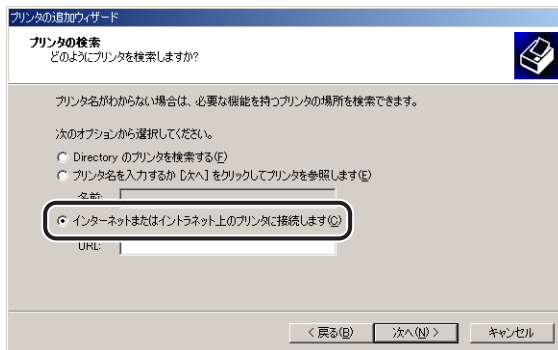 プリンタの追加ウィザード
プリンタの検索
どのようにプリンタを検索しますか?
プリンタ名がわからない場合は、必要な機能を持つプリンタの場所を検索できます。
次のオプションから選択してください。
Directory のプリンタを検索する(F)
プリンタ名を入力するか [次へ] をクリックしてプリンタを参照します(E)
名前:
インターネットまたはイントラネット上のプリンタに接続します(C)
URL:
< 戻る(B)
次へ(N) >
キャンセル